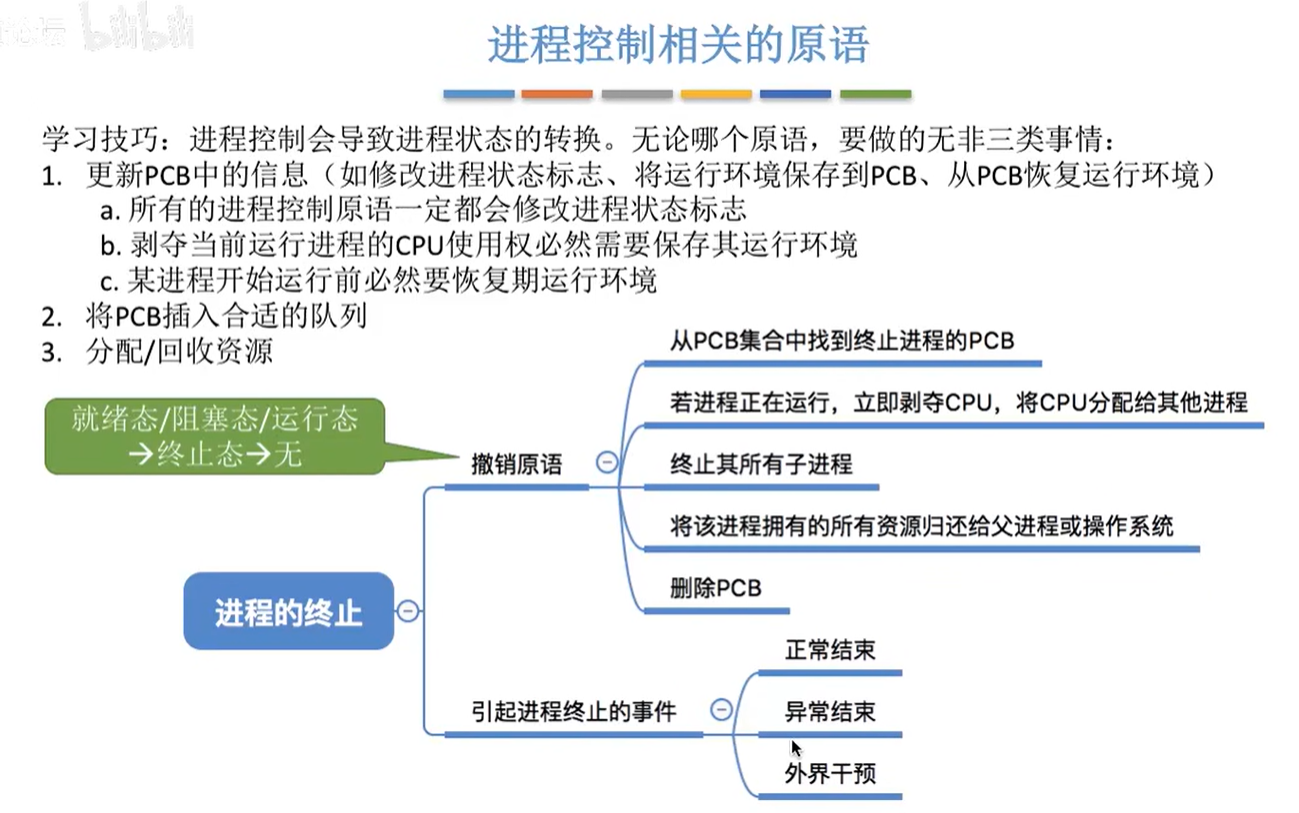 进程控制相关的原语
学习技巧：进程控制会导致进程状态的转换。无论哪个原语，要做的无非三类事情：
1. 更新PCB中的信息（如修改进程状态标志、将运行环境保存到PCB、从PCB恢复运行环境）
a. 所有的进程控制原语一定都会修改进程状态标志
b. 剥夺当前运行进程的CPU使用权必然需要保存其运行环境
c. 某进程开始运行前必然要恢复期运行环境
2. 将PCB插入合适的队列
3. 分配/回收资源
就绪态/阻塞态/运行态
→终止态→无
进程的终止
撤销原语
从PCB集合中找到终止进程的PCB
若进程正在运行，立即剥夺CPU，将CPU分配给其他进程
终止其所有子进程
将该进程拥有的所有资源归还给父进程或操作系统
删除PCB
引起进程终止的事件
正常结束
异常结束
外界干预
bilibili